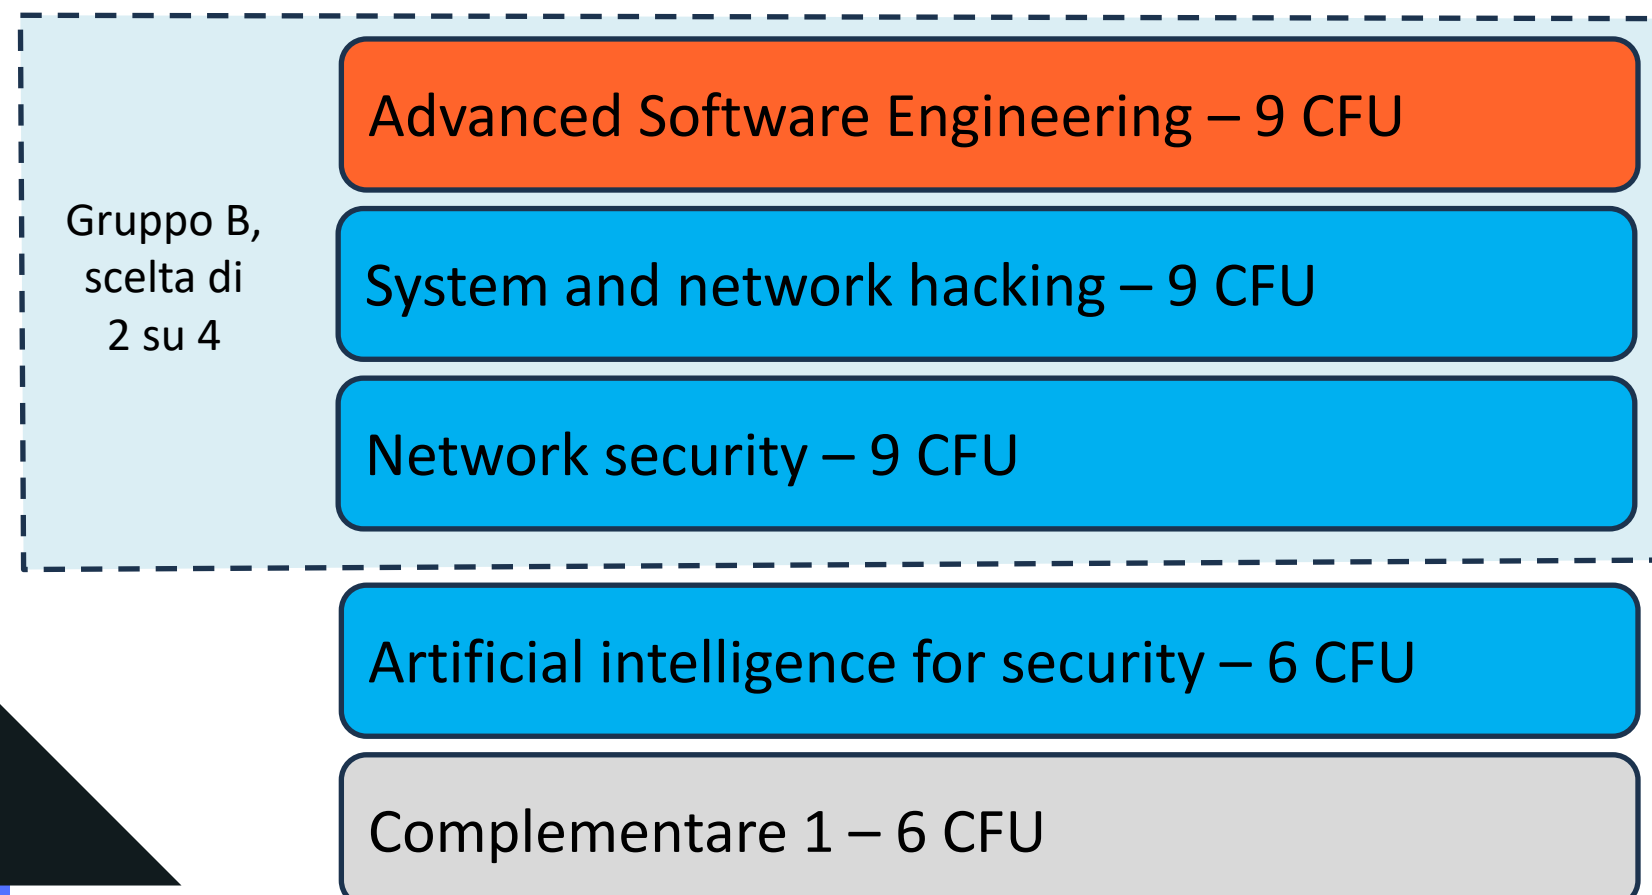 Gruppo B,
scelta di
2 su 4
Advanced Software Engineering – 9 CFU
System and network hacking – 9 CFU
Network security – 9 CFU
Artificial intelligence for security – 6 CFU
Complementare 1 – 6 CFU